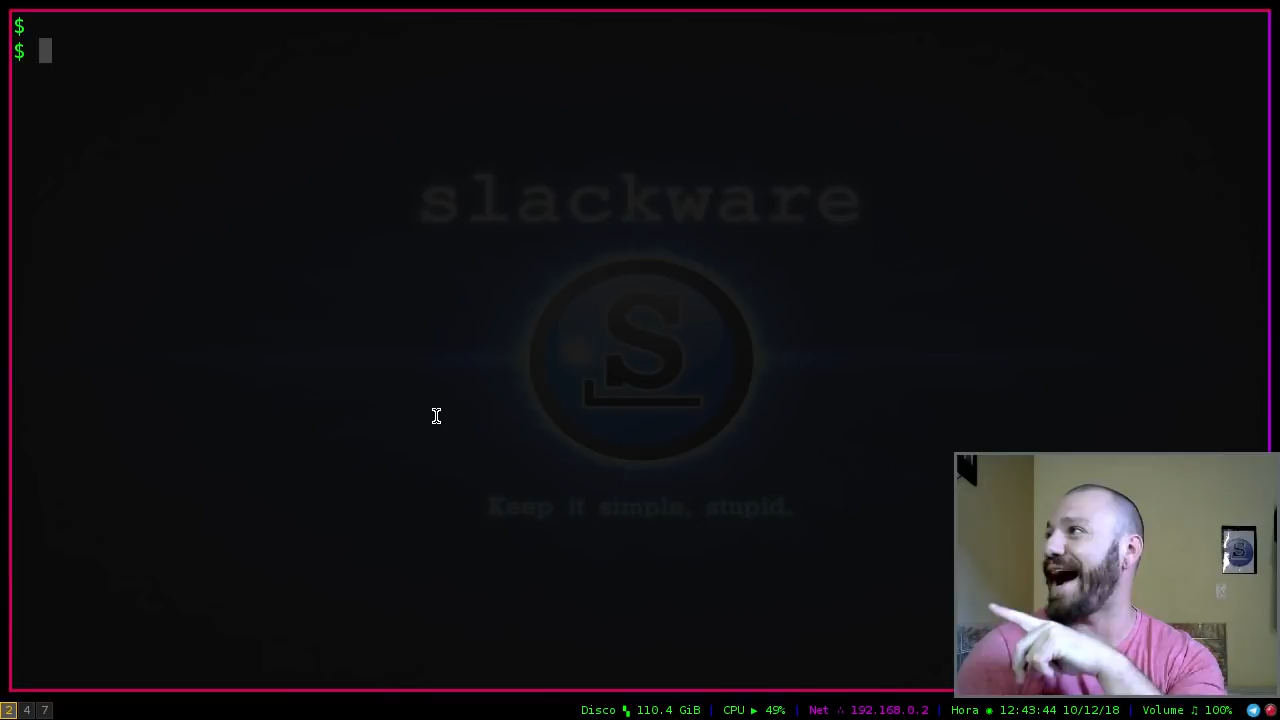 $
$
slackware
S
Keep it simple, stupid.
S
2 4 7 Disco ▚ 110.4 GiB | CPU ▶ 49% | Net ∴ 192.168.0.2 | Hora ◉ 12:43:44 10/12/18 | Volume ♫ 100%